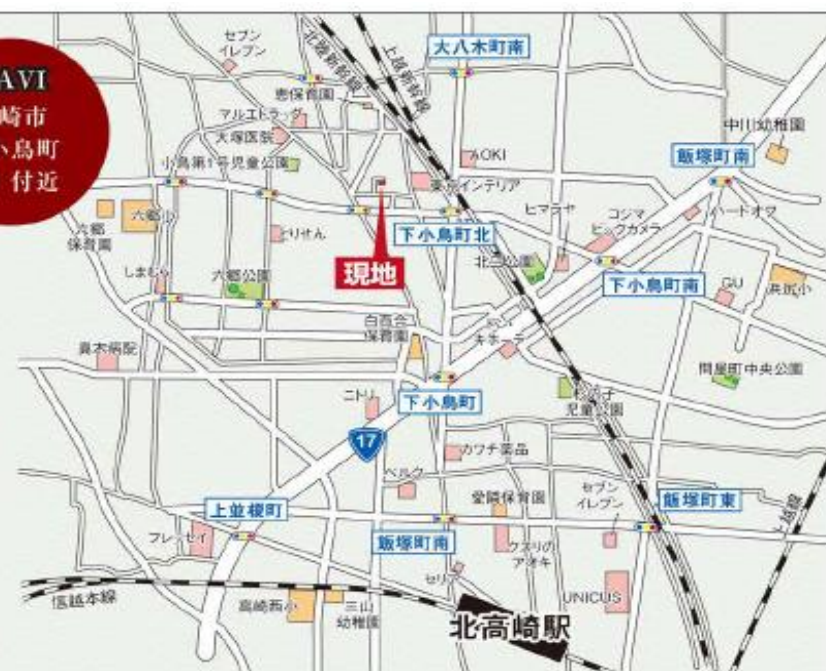 AVI
崎市
小鳥町
付近
セブン
イレブン
北陸新幹線
上越新幹線
大八木町南
恵保育園
マルエドラッグ
大塚医院
小鳥第1号児童公園
AOKI
東京インテリア
中川幼稚園
飯塚町南
六郷
保育園
六郷小
とりせん
下小鳥町北
ヒマラヤ
コジマ
ビックカメラ
ハードオフ
しまむら
六郷公園
現地
北三公園
下小鳥町南
GU
浜尻小
白百合
保育園
ドン・
キホーテ
真木病院
問屋町中央公園
ニトリ
下小鳥町
児童公園
17
カワチ薬品
ベルク
上並榎町
愛隣保育園
セブン
イレブン
飯塚町東
上越線
フレッセイ
飯塚町南
クスリの
アオキ
セリア
UNICUS
信越本線
高崎西小
三山
幼稚園
北高崎駅